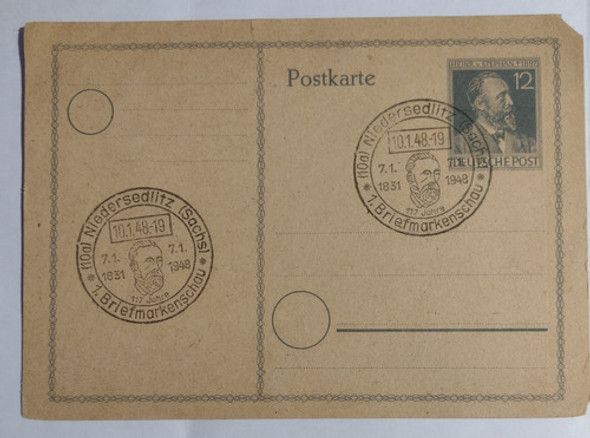 Postkarte
HEINR. v. STEPHAN † 1897
12
DEUTSCHE POST
(10a) Niedersedlitz (Sachs)
10.1.48.-19
7.1. 7.1.
1831 1948
117 Jahre
* 1. Briefmarkenschau *
(10a) Niedersedlitz (Sachs)
10.1.48.-19
7.1. 7.1.
1831 1948
117 Jahre
* 1. Briefmarkenschau *